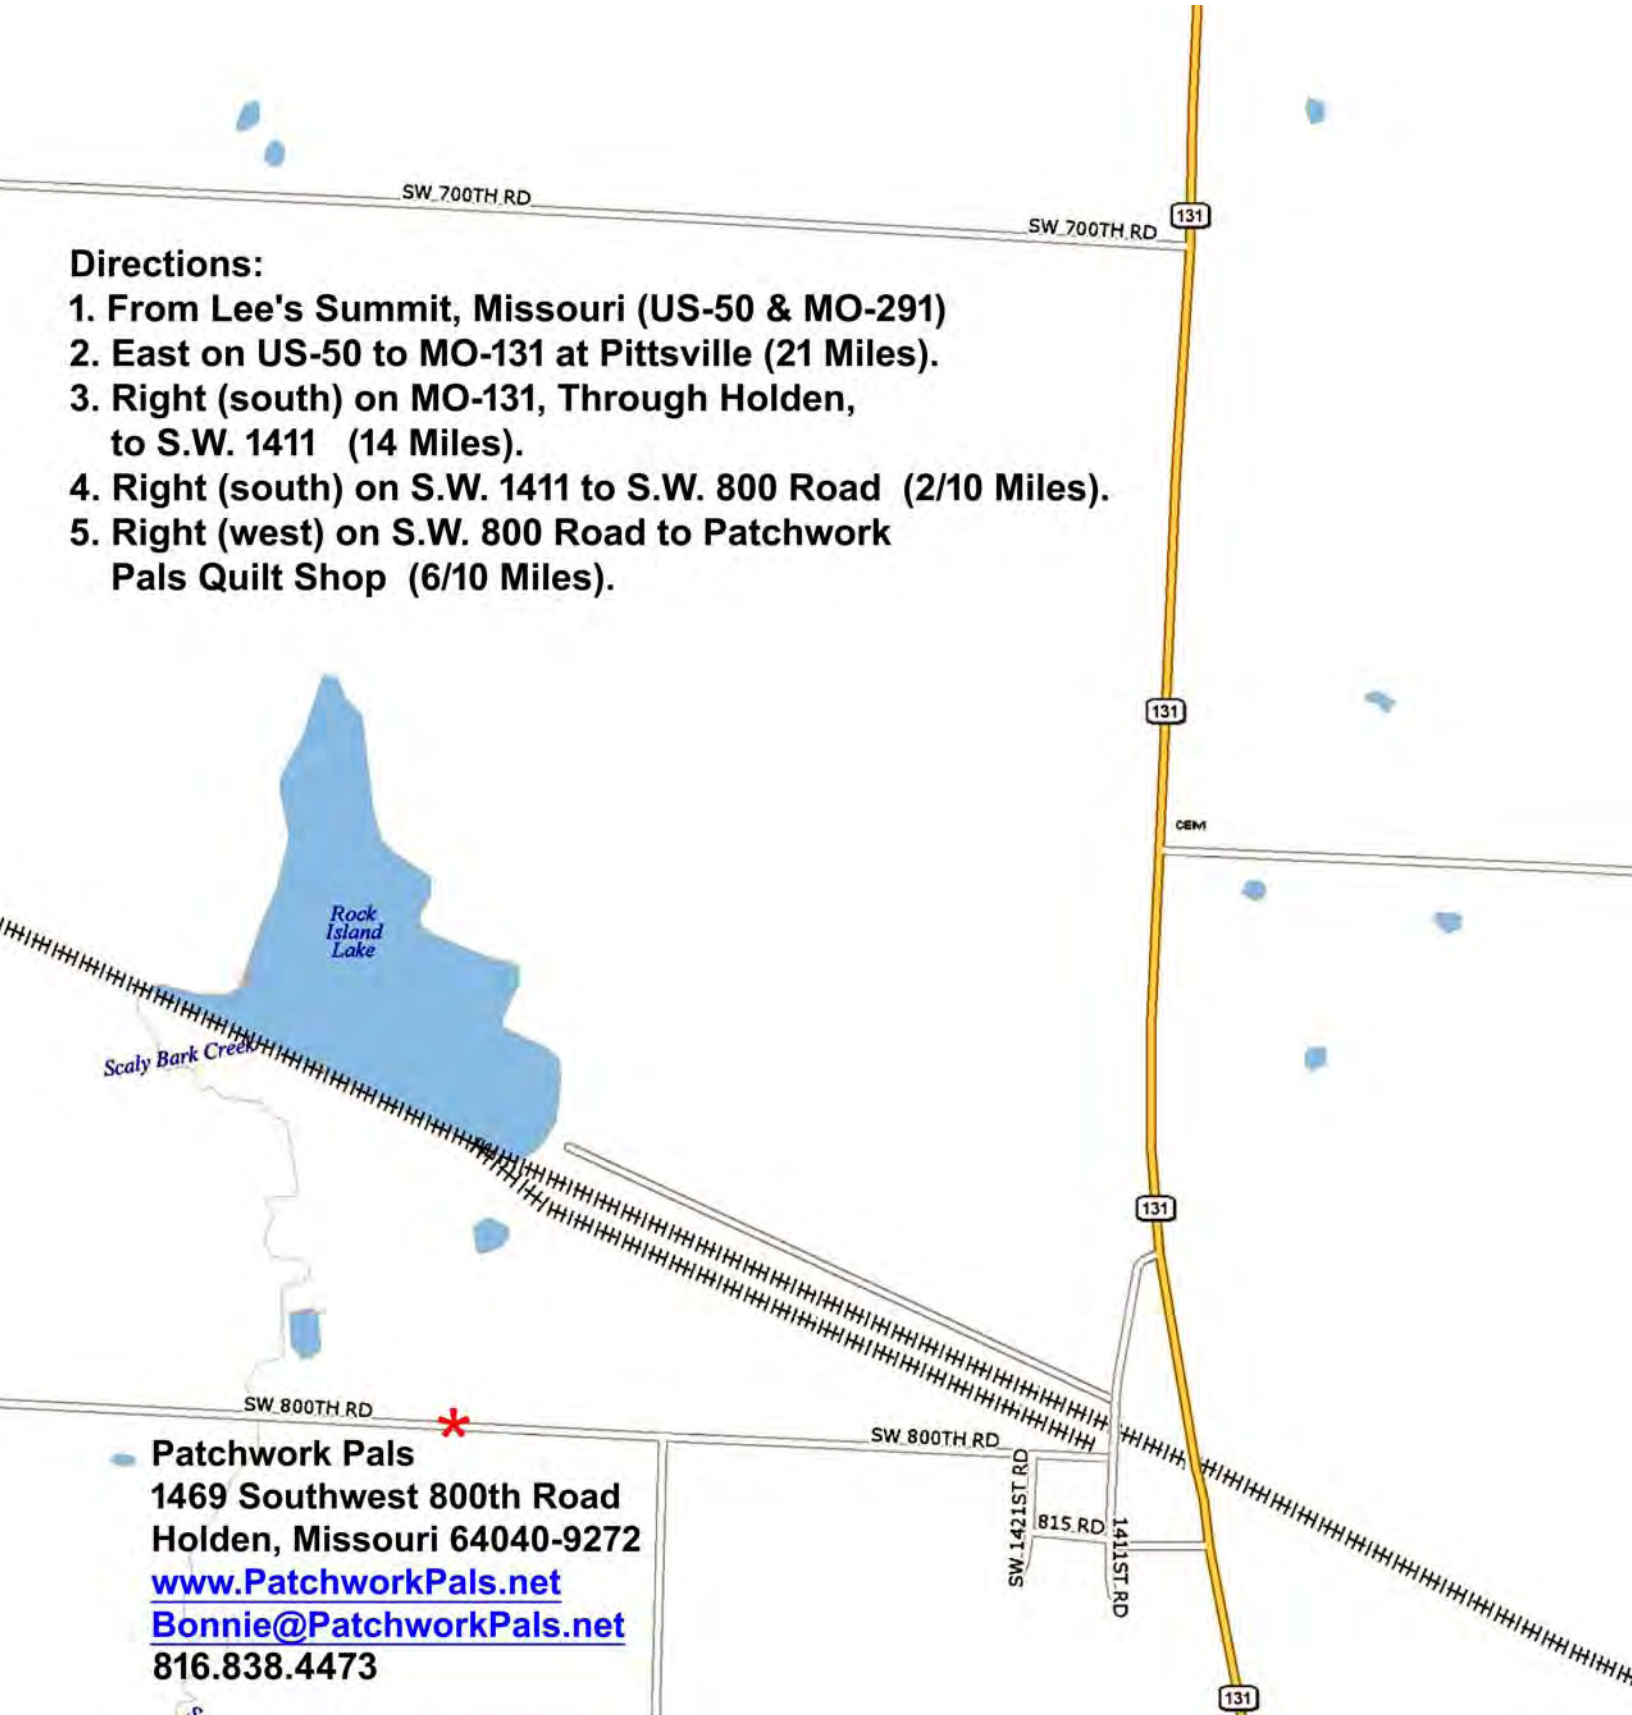 SW 700TH RD
SW 700TH RD
131
Directions:
1. From Lee's Summit, Missouri (US-50 & MO-291)
2. East on US-50 to MO-131 at Pittsville (21 Miles).
3. Right (south) on MO-131, Through Holden,
to S.W. 1411 (14 Miles).
4. Right (south) on S.W. 1411 to S.W. 800 Road (2/10 Miles).
5. Right (west) on S.W. 800 Road to Patchwork
Pals Quilt Shop (6/10 Miles).
131
CEM
Rock
Island
Lake
Scaly Bark Creek
131
SW 800TH RD
*
SW 800TH RD
Patchwork Pals
1469 Southwest 800th Road
Holden, Missouri 64040-9272
www.PatchworkPals.net
Bonnie@PatchworkPals.net
816.838.4473
SW 1421ST RD
815 RD
1411ST RD
131